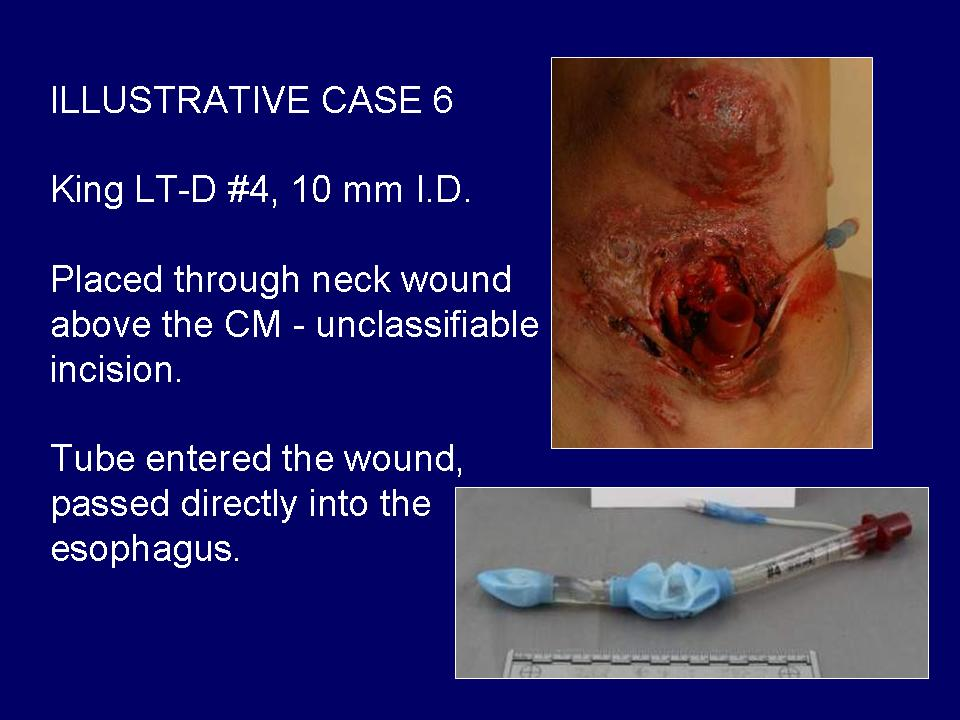 ILLUSTRATIVE CASE 6
King LT-D #4, 10 mm I.D.
Placed through neck wound
above the CM - unclassifiable
incision.
Tube entered the wound,
passed directly into the
esophagus.
#4